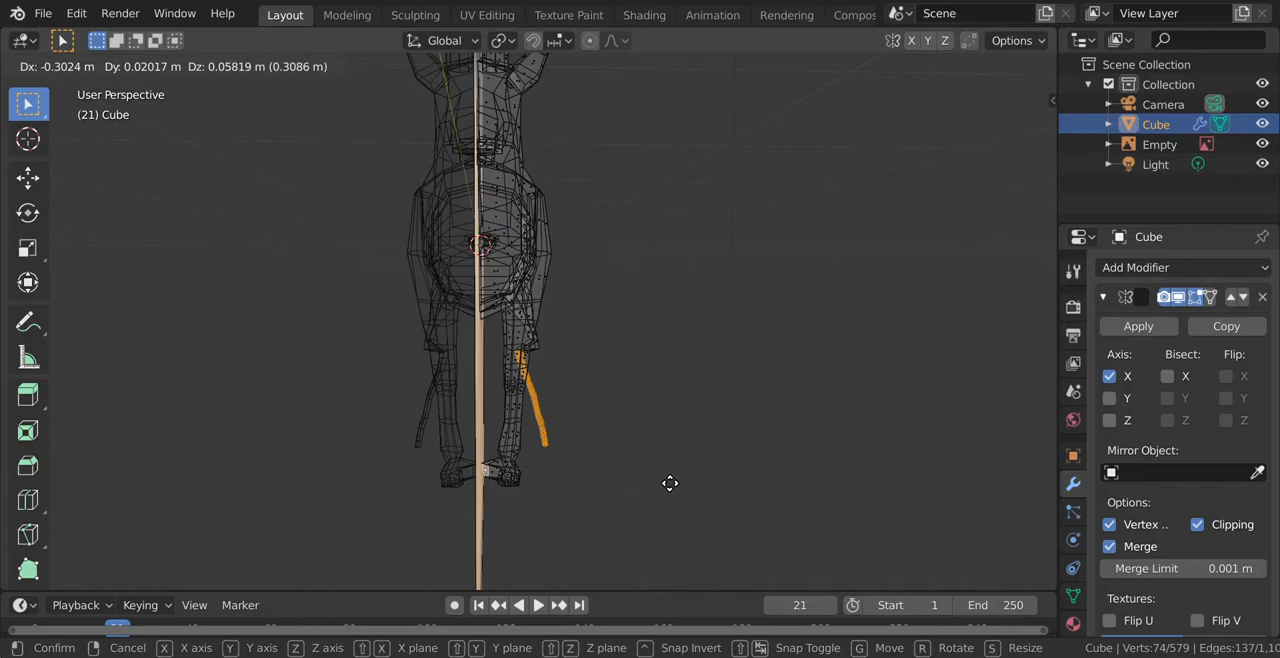 File Edit Render Window Help Layout Modeling Sculpting UV Editing Texture Paint Shading Animation Rendering Compos Scene View Layer
Global X Y Z Options
Dx: -0.3024 m Dy: 0.02017 m Dz: 0.05819 m (0.3086 m)
User Perspective
(21) Cube
Scene Collection
Collection
Camera
Cube
Empty
Light
Cube
Add Modifier
Apply Copy
Axis: Bisect: Flip:
X X X
Y Y Y
Z Z Z
Mirror Object:
Options:
Vertex .. Clipping
Merge
Merge Limit 0.001 m
Textures:
Flip U Flip V
Playback Keying View Marker 21 Start 1 End 250
Confirm Cancel X X axis Y Y axis Z Z axis X X plane Y Y plane Z Z plane Snap Invert Snap Toggle G Move R Rotate S Resize Cube | Verts:74/579 | Edges:137/1,10